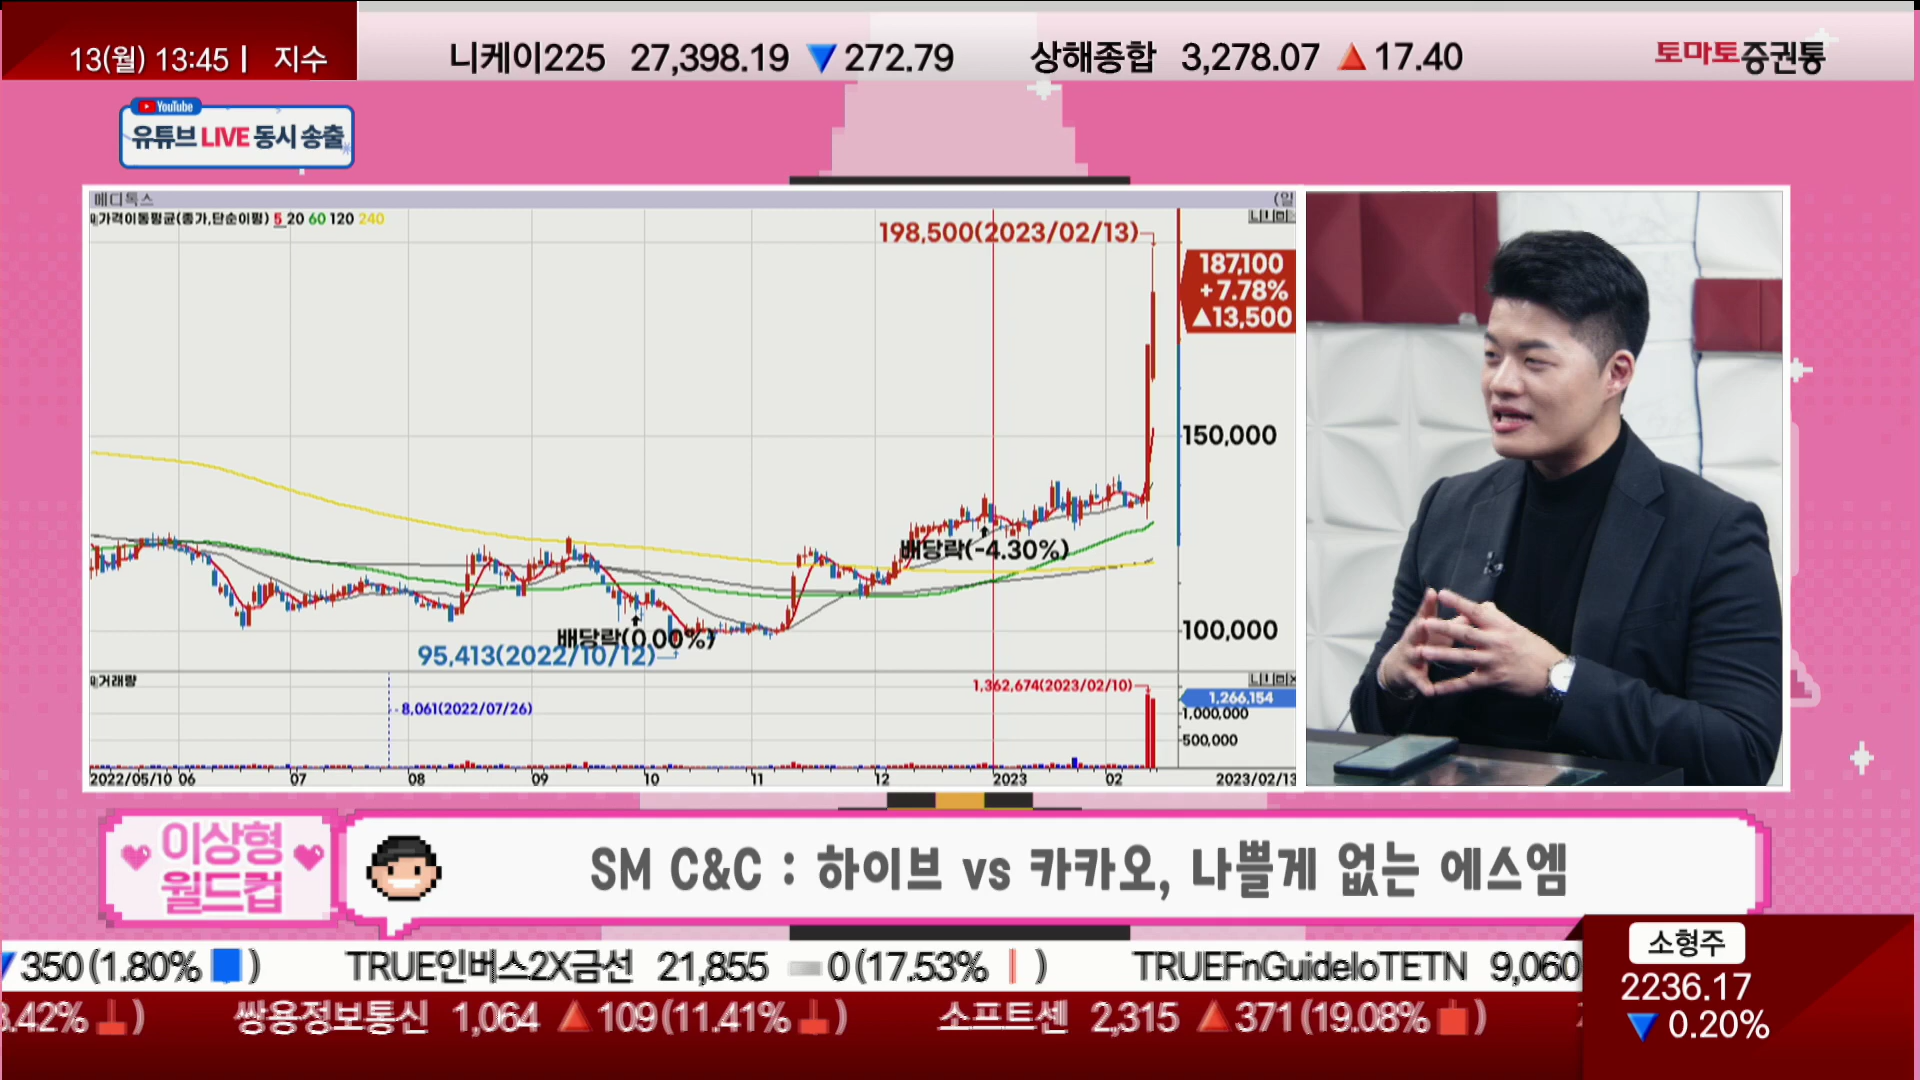 13(월) 13:45 | 지수
니케이225 27,398.19 ▼272.79 상해종합 3,278.07 ▲17.40
토마토증권통
YouTube
유튜브 LIVE 동시 송출
메디톡스
(일
가격이동평균(종가,단순이평) 5 20 60 120 240
198,500(2023/02/13)
187,100
+7.78%
▲13,500
150,000
배당락(-4.30%)
100,000
배당락(0.00%)
95,413(2022/10/12)
거래량
1,362,674(2023/02/10)
1,266,154
8,061(2022/07/26)
1,000,000
500,000
2022/05/10 06 07 08 09 10 11 12 2023 02 2023/02/13
이상형
월드컵
SM C&C : 하이브 vs 카카오, 나쁠게 없는 에스엠
▼350(1.80% ) TRUE인버스2X금선 21,855 0(17.53% ) TRUEFnGuideIoTETN 9,060
3.42% ) 쌍용정보통신 1,064 ▲109(11.41% ) 소프트센 2,315 ▲371(19.08% )
소형주
2236.17
▼0.20%